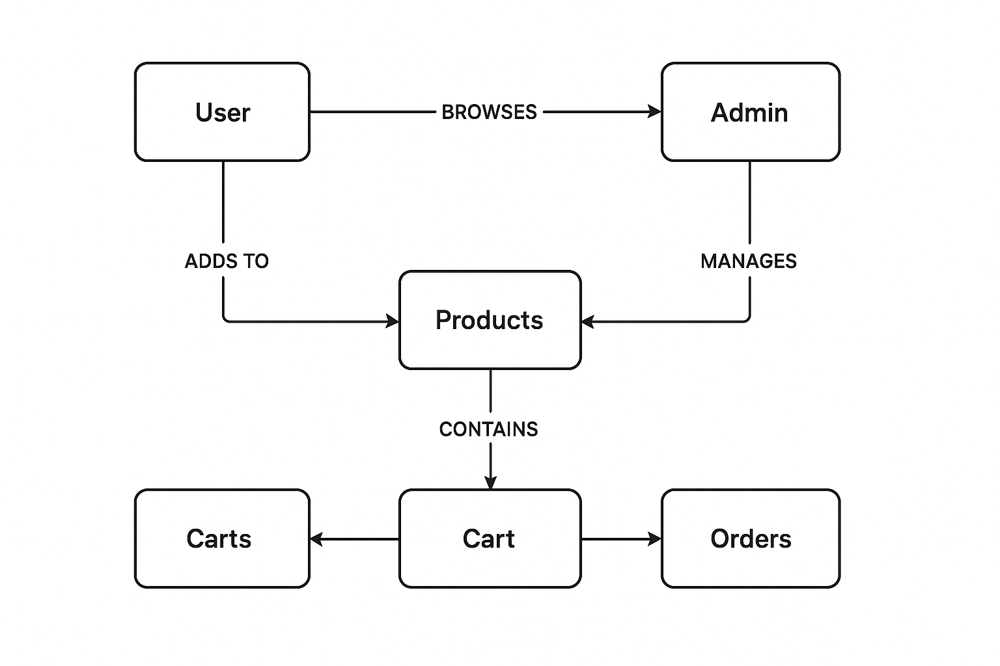 User
BROWSES
Admin
ADDS TO
MANAGES
Products
CONTAINS
Carts
Cart
Orders